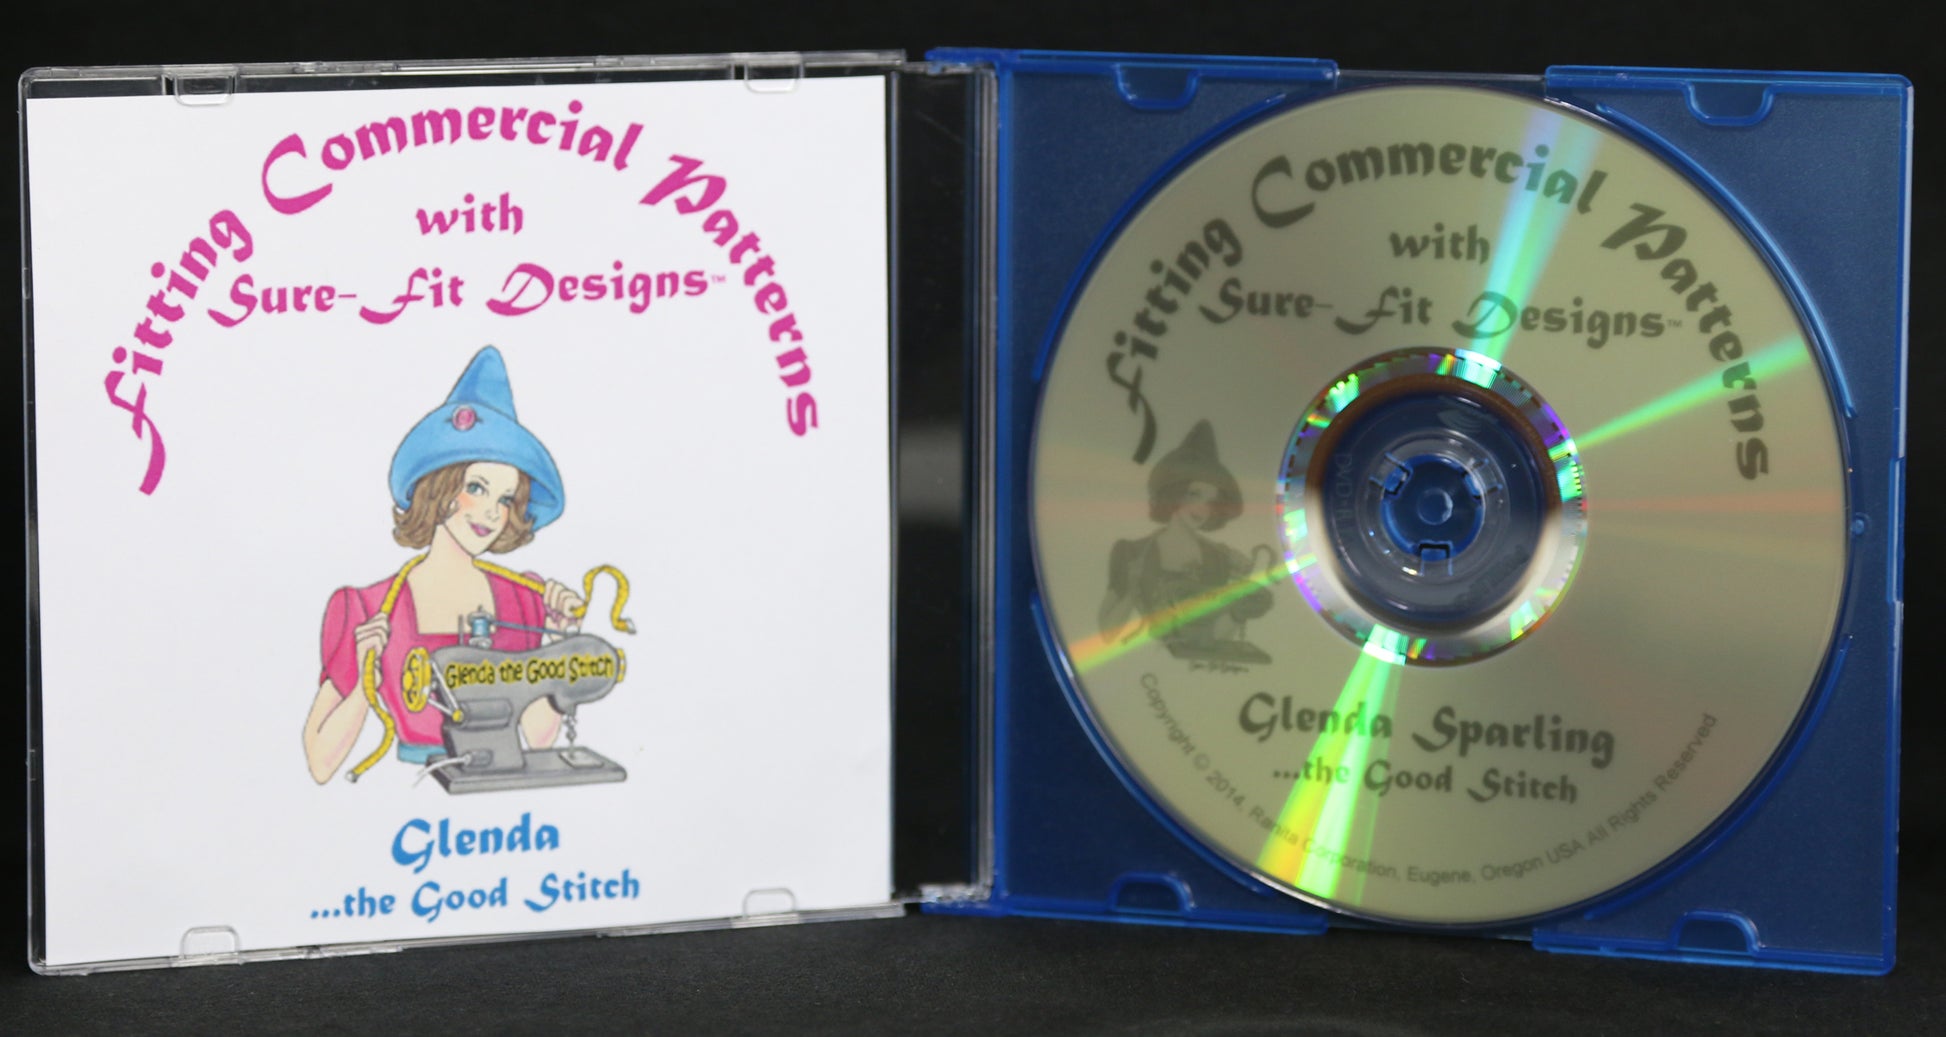 Fitting Commercial Patterns
with
Sure-Fit Designs™
Glenda the Good Stitch
Glenda
...the Good Stitch
Fitting Commercial Patterns
with
Sure-Fit Designs™
Glenda Sparling
...the Good Stitch
Copyright © 2014, Ranita Corporation, Eugene, Oregon USA All Rights Reserved